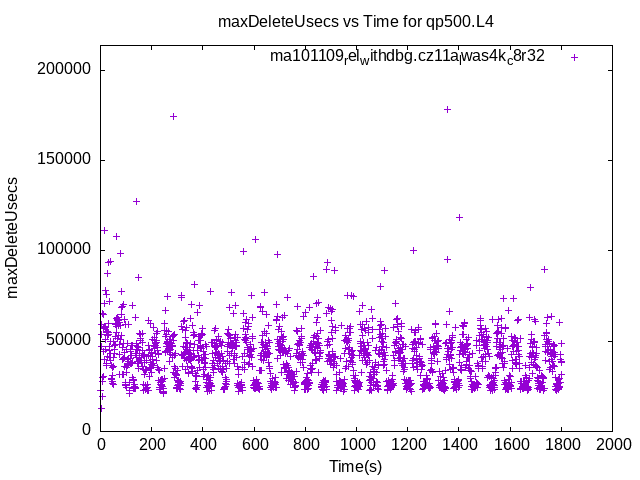 maxDeleteUsecs vs Time for qp500.L4
ma101109relwithdbg.cz11alwas4kc8r32
200000
150000
100000
50000
0
maxDeleteUsecs
0 200 400 600 800 1000 1200 1400 1600 1800 2000
Time(s)